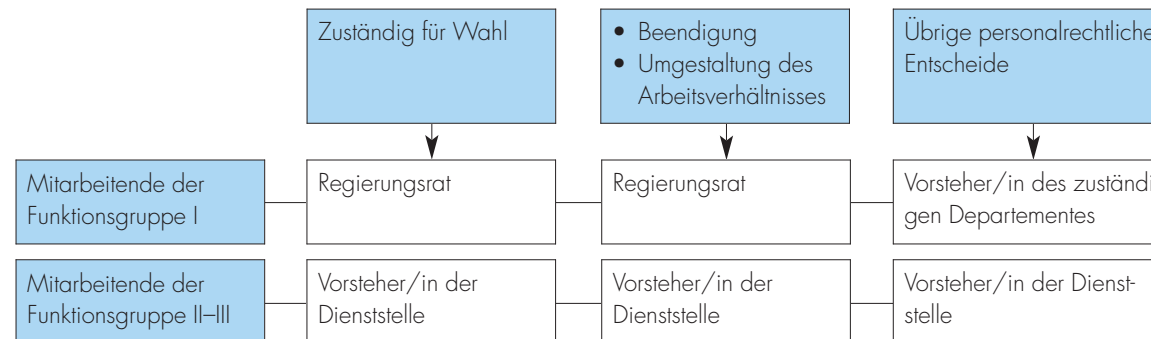 Zuständig für Wahl
• Beendigung
• Umgestaltung des
Arbeitsverhältnisses
Übrige personalrechtliche
Entscheide
Mitarbeitende der
Funktionsgruppe I
Regierungsrat
Regierungsrat
Vorsteher/in des zuständi
gen Departementes
Mitarbeitende der
Funktionsgruppe II–III
Vorsteher/in der
Dienststelle
Vorsteher/in der
Dienststelle
Vorsteher/in der Dienst-
stelle